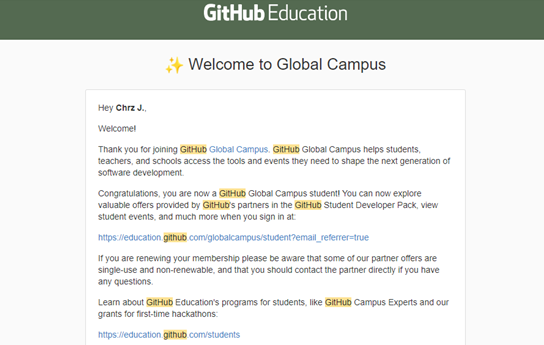 GitHub Education
✨ Welcome to Global Campus
Hey Chrz J.,
Welcome!
Thank you for joining GitHub Global Campus. GitHub Global Campus helps students,
teachers, and schools access the tools and events they need to shape the next generation of
software development.
Congratulations, you are now a GitHub Global Campus student! You can now explore
valuable offers provided by GitHub's partners in the GitHub Student Developer Pack, view
student events, and much more when you sign in at:
https://education.github.com/globalcampus/student?email_referrer=true
If you are renewing your membership please be aware that some of our partner offers are
single-use and non-renewable, and that you should contact the partner directly if you have
any questions.
Learn about GitHub Education's programs for students, like GitHub Campus Experts and our
grants for first-time hackathons:
https://education.github.com/students